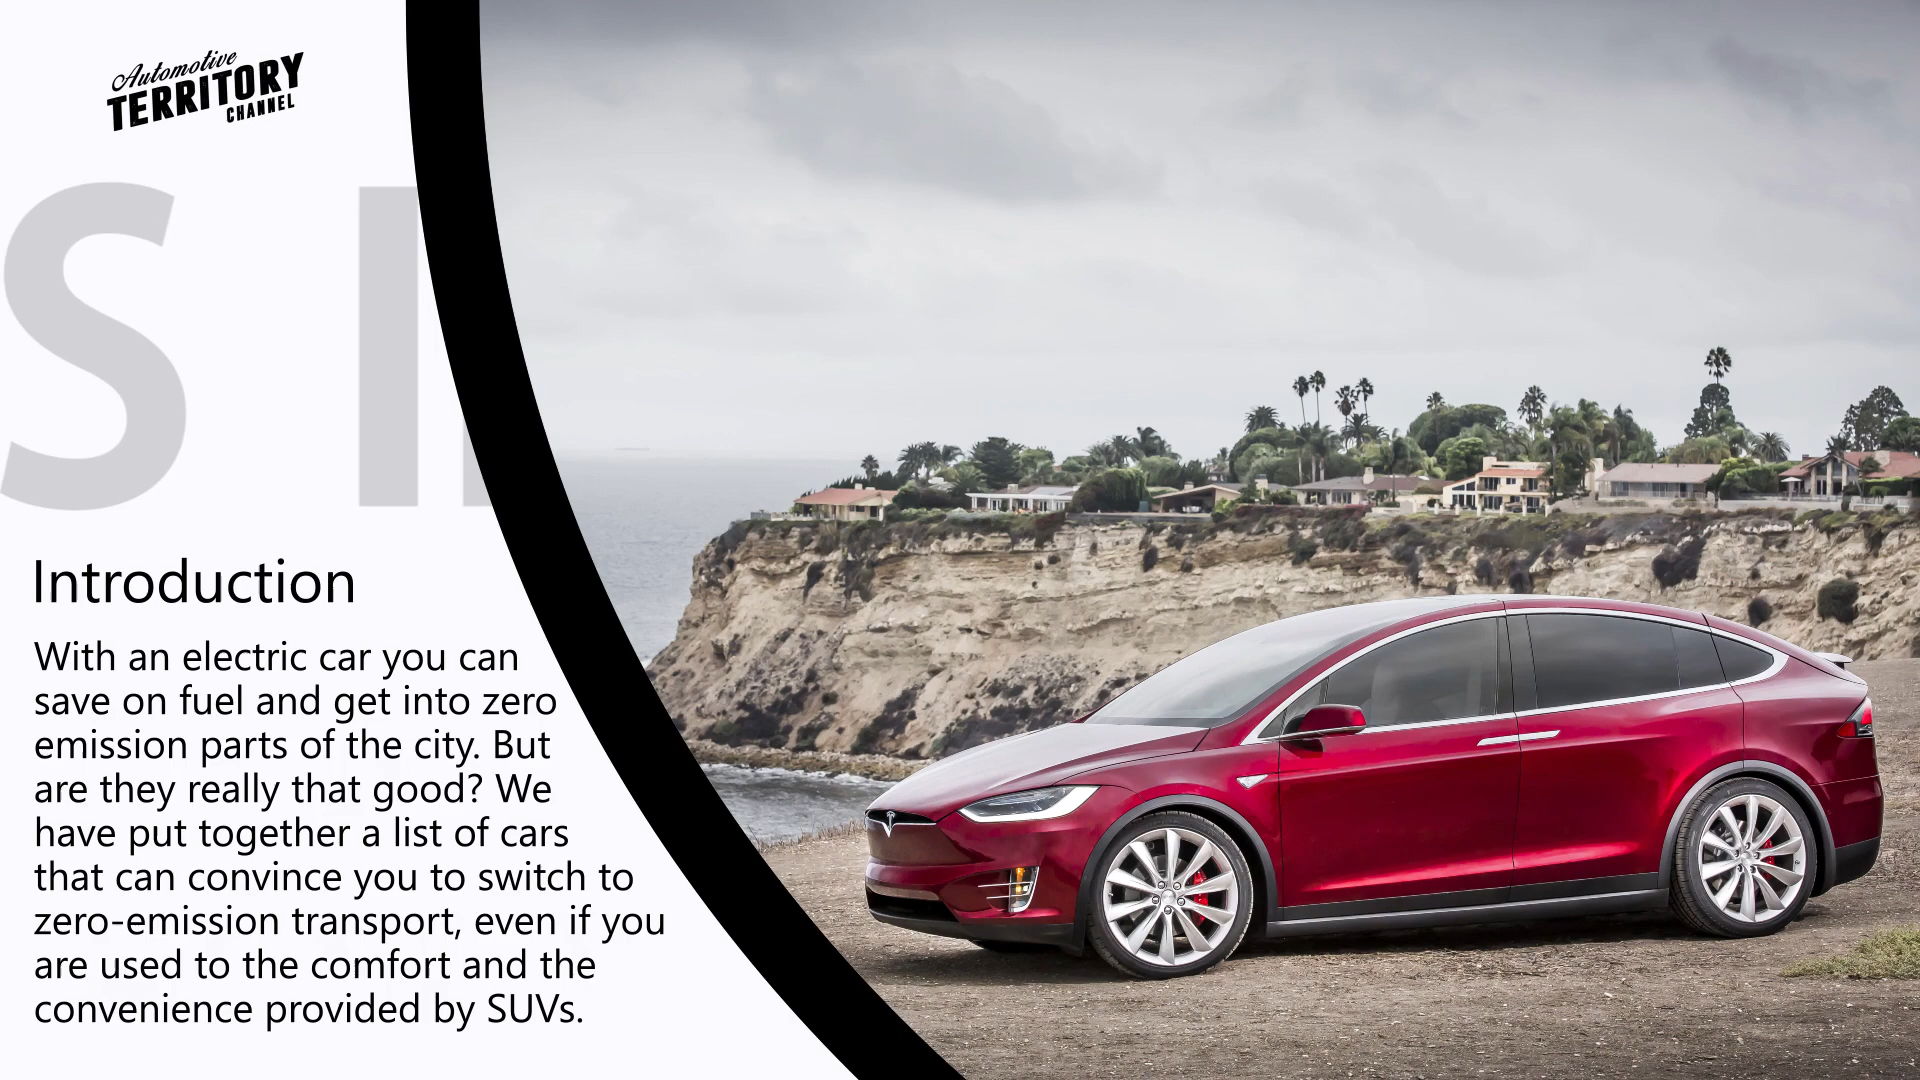 Automotive
TERRITORY
CHANNEL
S I
Introduction
With an electric car you can
save on fuel and get into zero
emission parts of the city. But
are they really that good? We
have put together a list of cars
that can convince you to switch to
zero-emission transport, even if you
are used to the comfort and the
convenience provided by SUVs.